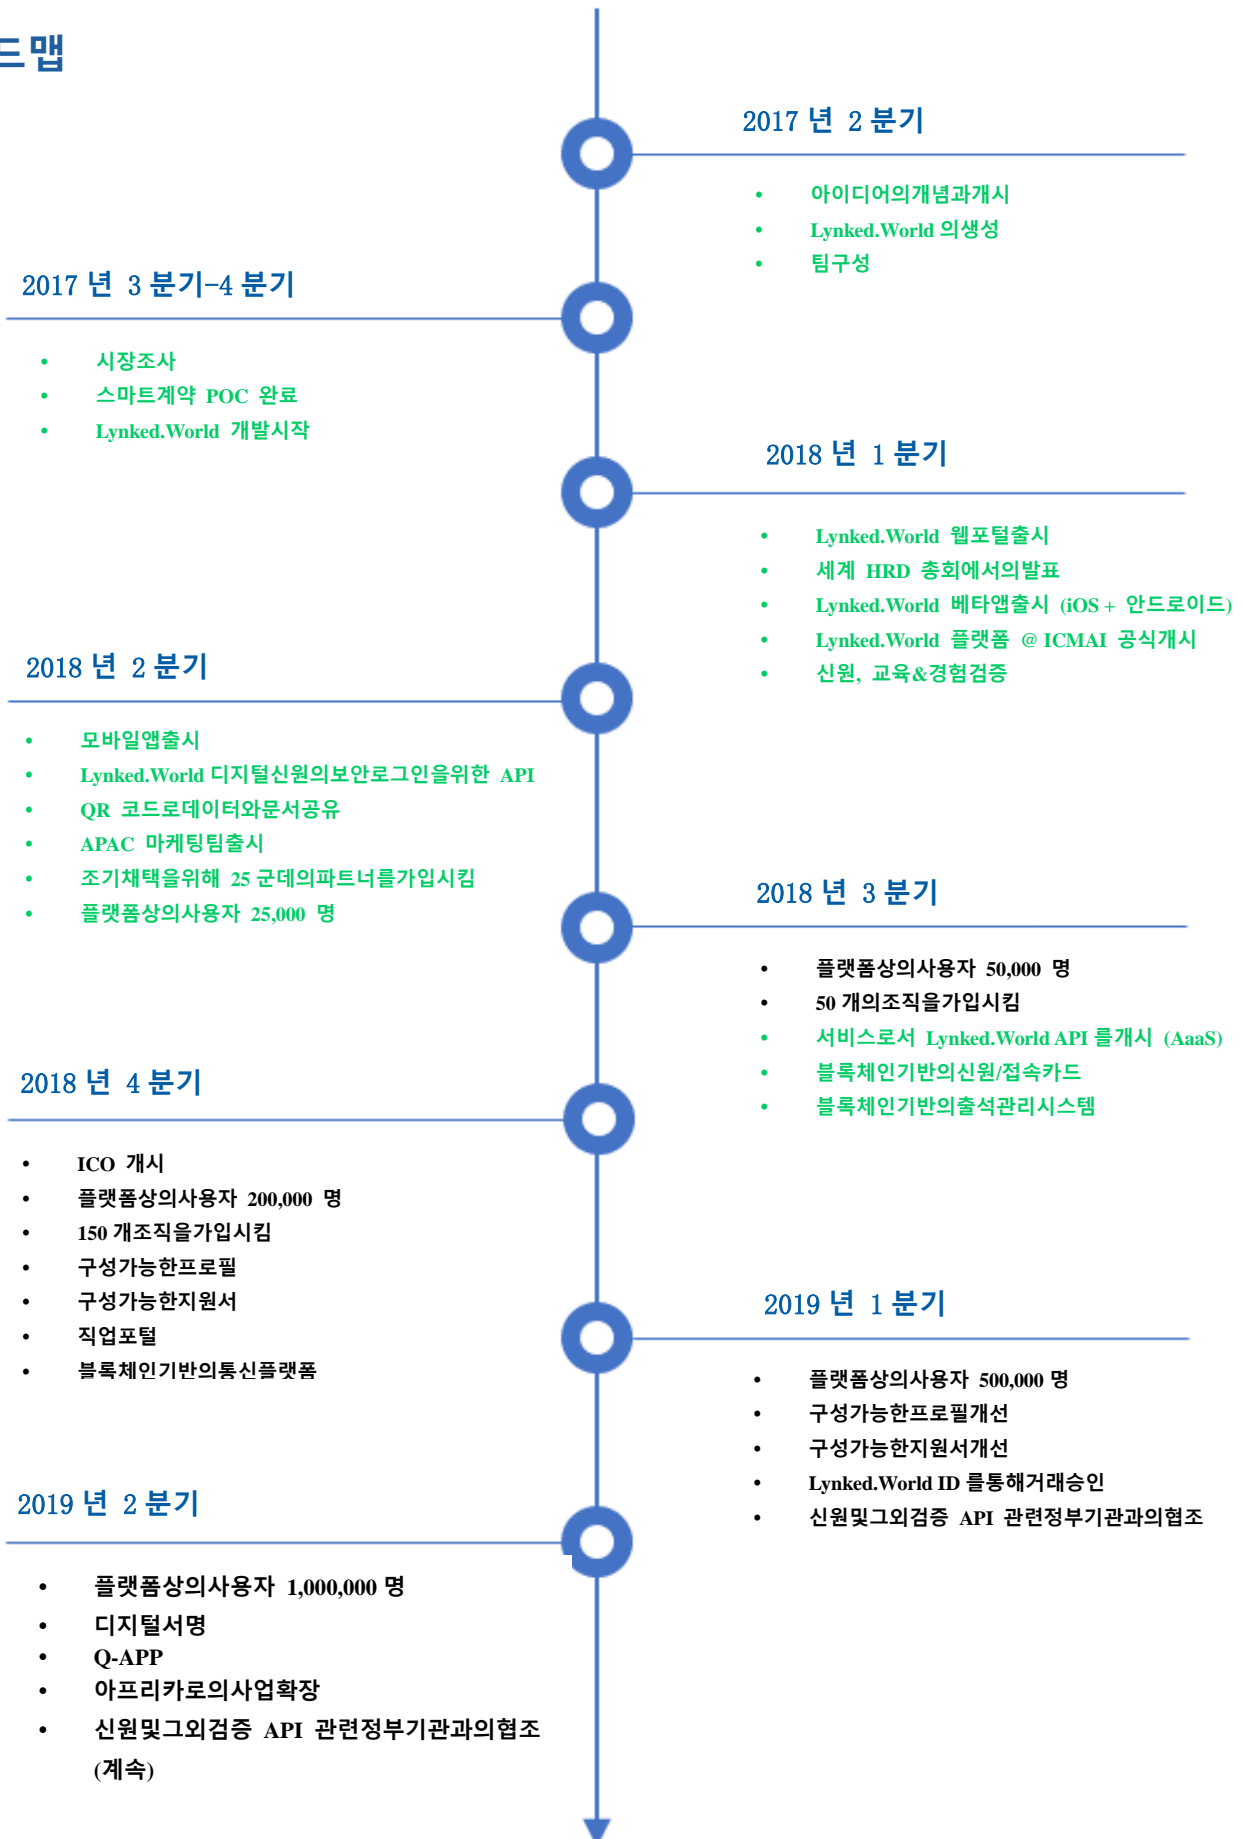 드맵
2017 년 2 분기
• 아이디어의개념과개시
• Lynked.World 의생성
• 팀구성
2017 년 3 분기-4 분기
• 시장조사
• 스마트계약 POC 완료
• Lynked.World 개발시작
2018 년 1 분기
• Lynked.World 웹포털출시
• 세계 HRD 총회에서의발표
• Lynked.World 베타앱출시 (iOS + 안드로이드)
• Lynked.World 플랫폼 @ ICMAI 공식개시
• 신원, 교육&경험검증
2018 년 2 분기
• 모바일앱출시
• Lynked.World 디지털신원의보안로그인을위한 API
• QR 코드로데이터와문서공유
• APAC 마케팅팀출시
• 조기채택을위해 25 군데의파트너를가입시킴
• 플랫폼상의사용자 25,000 명
2018 년 3 분기
• 플랫폼상의사용자 50,000 명
• 50 개의조직을가입시킴
• 서비스로서 Lynked.World API 를개시 (AaaS)
• 블록체인기반의신원/접속카드
• 블록체인기반의출석관리시스템
2018 년 4 분기
• ICO 개시
• 플랫폼상의사용자 200,000 명
• 150 개조직을가입시킴
• 구성가능한프로필
• 구성가능한지원서
• 직업포털
• 블록체인기반의통신플랫폼
2019 년 1 분기
• 플랫폼상의사용자 500,000 명
• 구성가능한프로필개선
• 구성가능한지원서개선
• Lynked.World ID 를통해거래승인
• 신원및그외검증 API 관련정부기관과의협조
2019 년 2 분기
• 플랫폼상의사용자 1,000,000 명
• 디지털서명
• Q-APP
• 아프리카로의사업확장
• 신원및그외검증 API 관련정부기관과의협조
(계속)